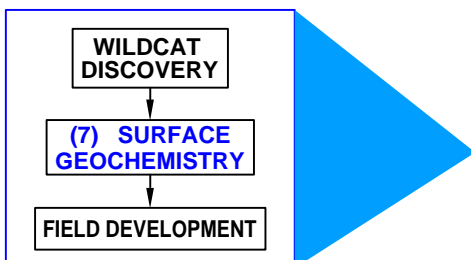 WILDCAT
DISCOVERY
(7) SURFACE
GEOCHEMISTRY
FIELD DEVELOPMENT